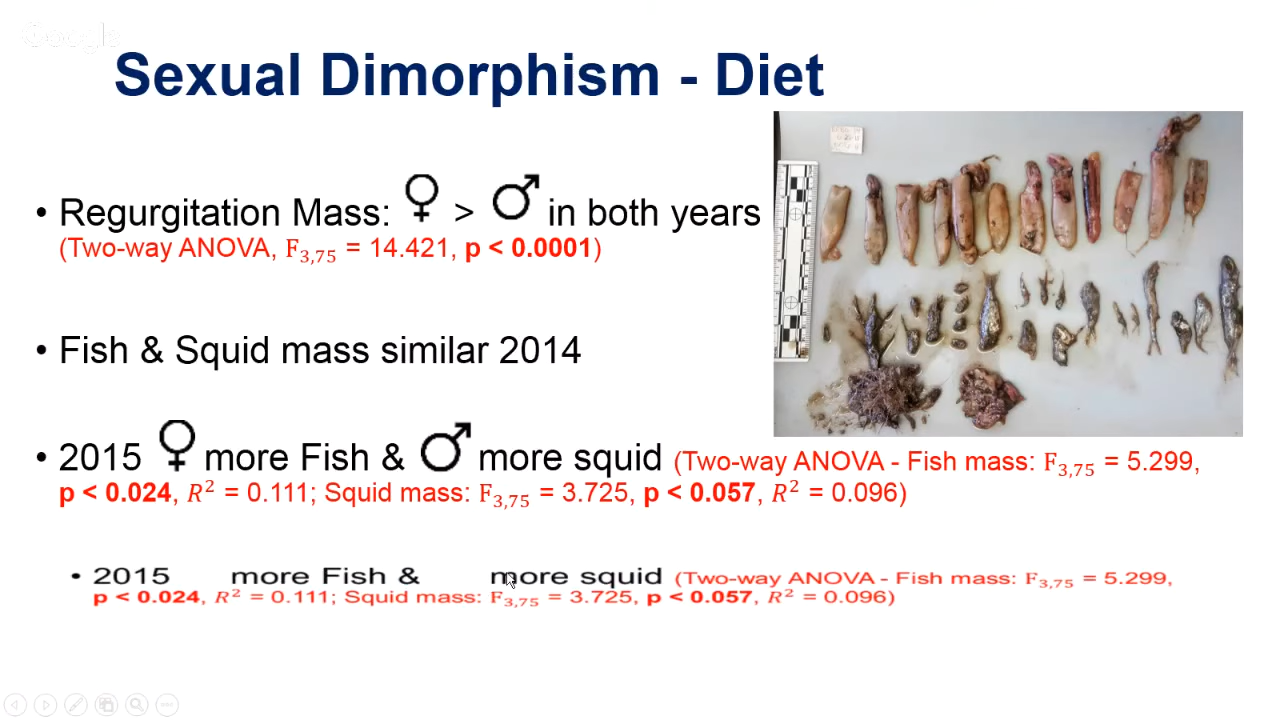 Google
Sexual Dimorphism - Diet
• Regurgitation Mass: ♀ > ♂ in both years
(Two-way ANOVA, F3,75 = 14.421, p < 0.0001)
• Fish & Squid mass similar 2014
• 2015 ♀ more Fish & ♂ more squid (Two-way ANOVA - Fish mass: F3,75 = 5.299,
p < 0.024, R² = 0.111; Squid mass: F3,75 = 3.725, p < 0.057, R² = 0.096)
• 2015 more Fish & more squid (Two-way ANOVA - Fish mass: F3,75 = 5.299,
p < 0.024, R² = 0.111; Squid mass: F3,75 = 3.725, p < 0.057, R² = 0.096)